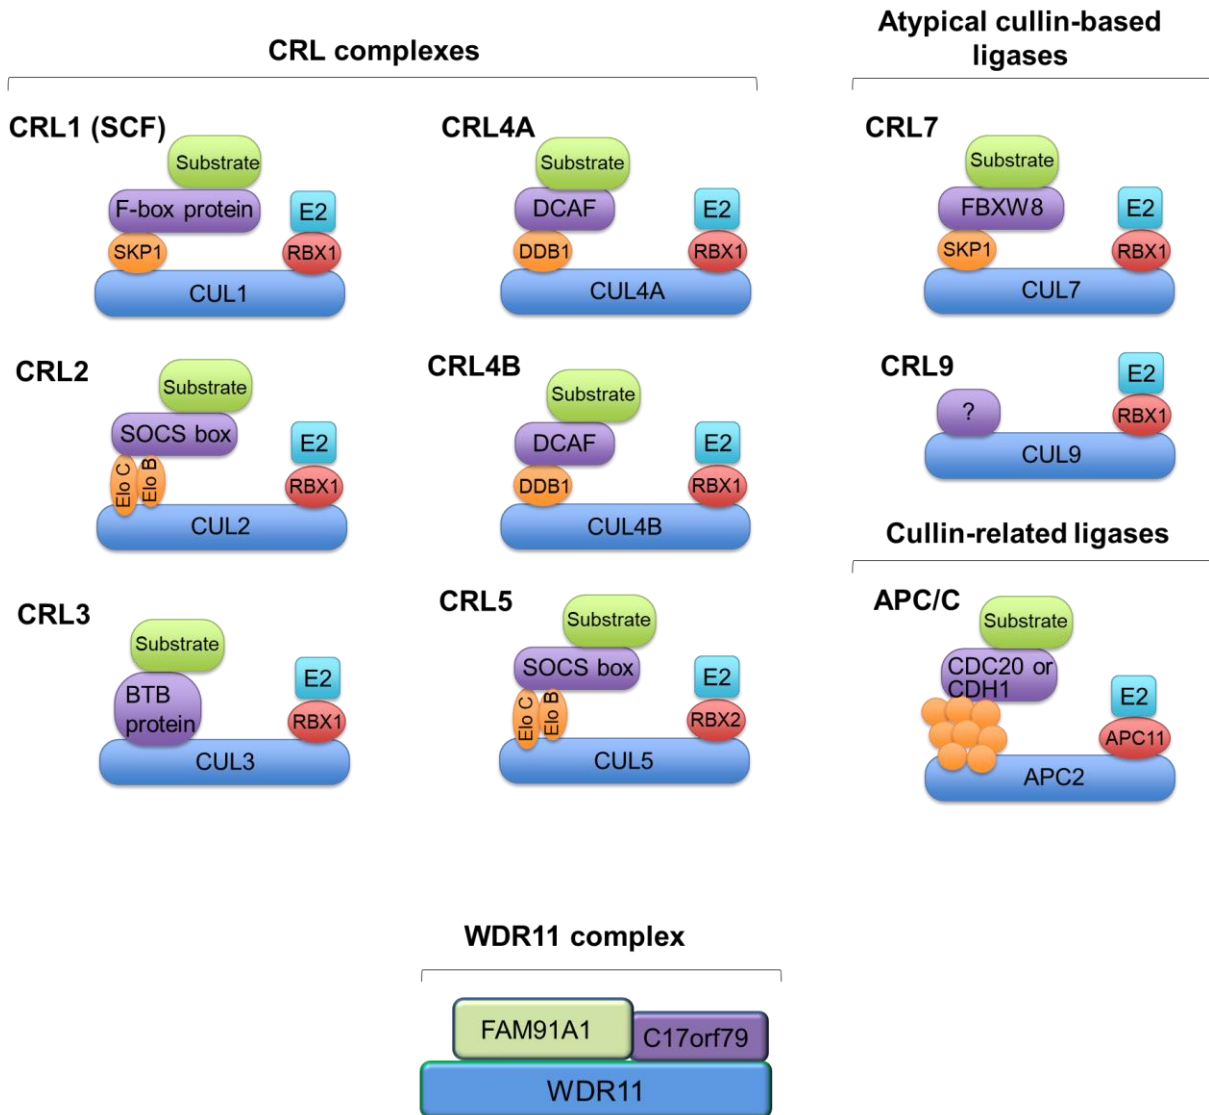 CRL complexes
Atypical cullin-based
ligases
CRL1 (SCF)
Substrate
F-box protein
E2
SKP1
RBX1
CUL1
CRL4A
Substrate
DCAF
E2
DDB1
RBX1
CUL4A
CRL7
Substrate
FBXW8
E2
SKP1
RBX1
CUL7
CRL2
Substrate
SOCS box
E2
Elo C
Elo B
RBX1
CUL2
CRL4B
Substrate
DCAF
E2
DDB1
RBX1
CUL4B
CRL9
E2
?
RBX1
CUL9
Cullin-related ligases
CRL3
Substrate
E2
BTB
protein
RBX1
CUL3
CRL5
Substrate
SOCS box
E2
Elo C
Elo B
RBX2
CUL5
APC/C
Substrate
CDC20 or
CDH1
E2
APC11
APC2
WDR11 complex
FAM91A1
C17orf79
WDR11